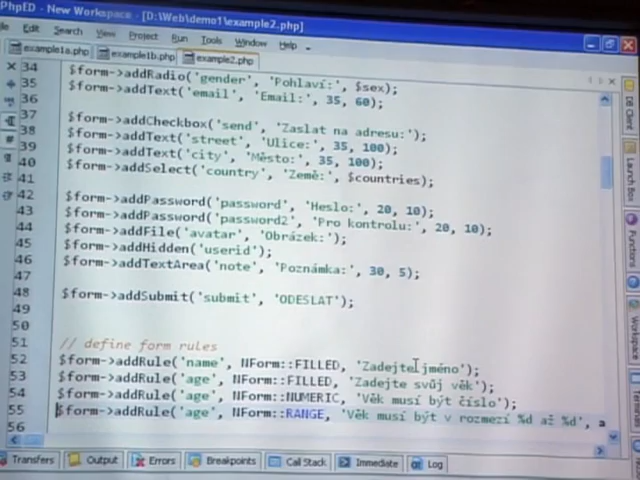 PhpED - New Workspace - [D:\Web\demo1\example2.php]
Edit Search View Project Run Tools Window Help
example1a.php example1b.php example2.php
34 $form->addRadio('gender', 'Pohlaví:', $sex);
35 $form->addText('email', 'Email:', 35, 60);
36
37 $form->addCheckbox('send', 'Zaslat na adresu:');
38 $form->addText('street', 'Ulice:', 35, 100);
39 $form->addText('city', 'Město:', 35, 100);
40 $form->addSelect('country', 'Země:', $countries);
41
42 $form->addPassword('password', 'Heslo:', 20, 10);
43 $form->addPassword('password2', 'Pro kontrolu:', 20, 10);
44 $form->addFile('avatar', 'Obrázek:');
45 $form->addHidden('userid');
46 $form->addTextArea('note', 'Poznámka:', 30, 5);
47
48 $form->addSubmit('submit', 'ODESLAT');
49
50
51 // define form rules
52 $form->addRule('name', NForm::FILLED, 'Zadejte jméno');
53 $form->addRule('age', NForm::FILLED, 'Zadejte svůj věk');
54 $form->addRule('age', NForm::NUMERIC, 'Věk musí být číslo');
55 $form->addRule('age', NForm::RANGE, 'Věk musí být v rozmezí %d až %d', a
56
DB Client
Launch Box
Functions
Workspace
Transfers Output Errors Breakpoints Call Stack Immediate Log